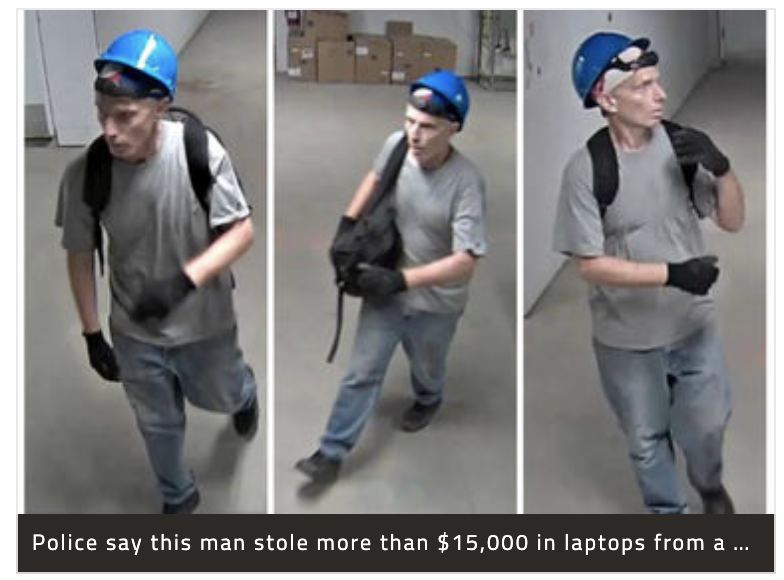 Police say this man stole more than $15,000 in laptops from a ...